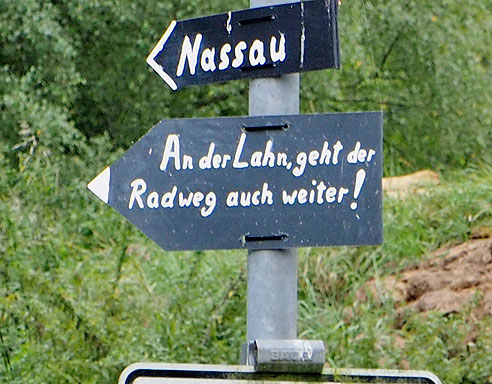 Nassau
An der Lahn, geht der
Radweg auch weiter!